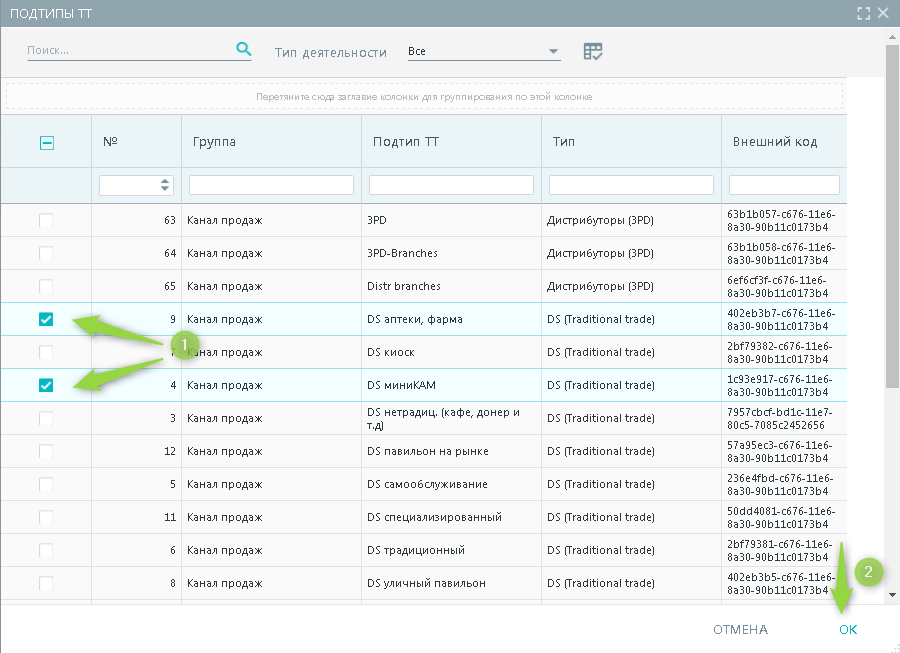 ПОДТИПЫ ТТ
Поиск... Тип деятельности Все
Перетяните сюда заглавие колонки для группирования по этой колонке
№ Группа Подтип ТТ Тип Внешний код
63 Канал продаж 3PD Дистрибуторы (3PD) 63b1b057-c676-11e6-
8a30-90b11c0173b4
64 Канал продаж 3PD-Branches Дистрибуторы (3PD) 63b1b058-c676-11e6-
8a30-90b11c0173b4
65 Канал продаж Distr branches Дистрибуторы (3PD) 6ef6cf3f-c676-11e6-
8a30-90b11c0173b4
9 Канал продаж DS аптеки, фарма DS (Traditional trade) 402eb3b7-c676-11e6-
8a30-90b11c0173b4
1
7 Канал продаж DS киоск DS (Traditional trade) 2bf79382-c676-11e6-
8a30-90b11c0173b4
4 Канал продаж DS миниКАМ DS (Traditional trade) 1c93e917-c676-11e6-
8a30-90b11c0173b4
3 Канал продаж DS нетрадиц. (кафе, донер и DS (Traditional trade) 7957cbcf-bd1c-11e7-
т.д) 80c5-7085c2452656
12 Канал продаж DS павильон на рынке DS (Traditional trade) 57a95ec3-c676-11e6-
8a30-90b11c0173b4
5 Канал продаж DS самообслуживание DS (Traditional trade) 236e4fbd-c676-11e6-
8a30-90b11c0173b4
11 Канал продаж DS специализированный DS (Traditional trade) 50dd4081-c676-11e6-
8a30-90b11c0173b4
6 Канал продаж DS традиционный DS (Traditional trade) 2bf79381-c676-11e6-
8a30-90b11c0173b4
8 Канал продаж DS уличный павильон DS (Traditional trade) 402eb3b5-c676-11e6-
8a30-90b11c0173b4
2
ОТМЕНА ОК